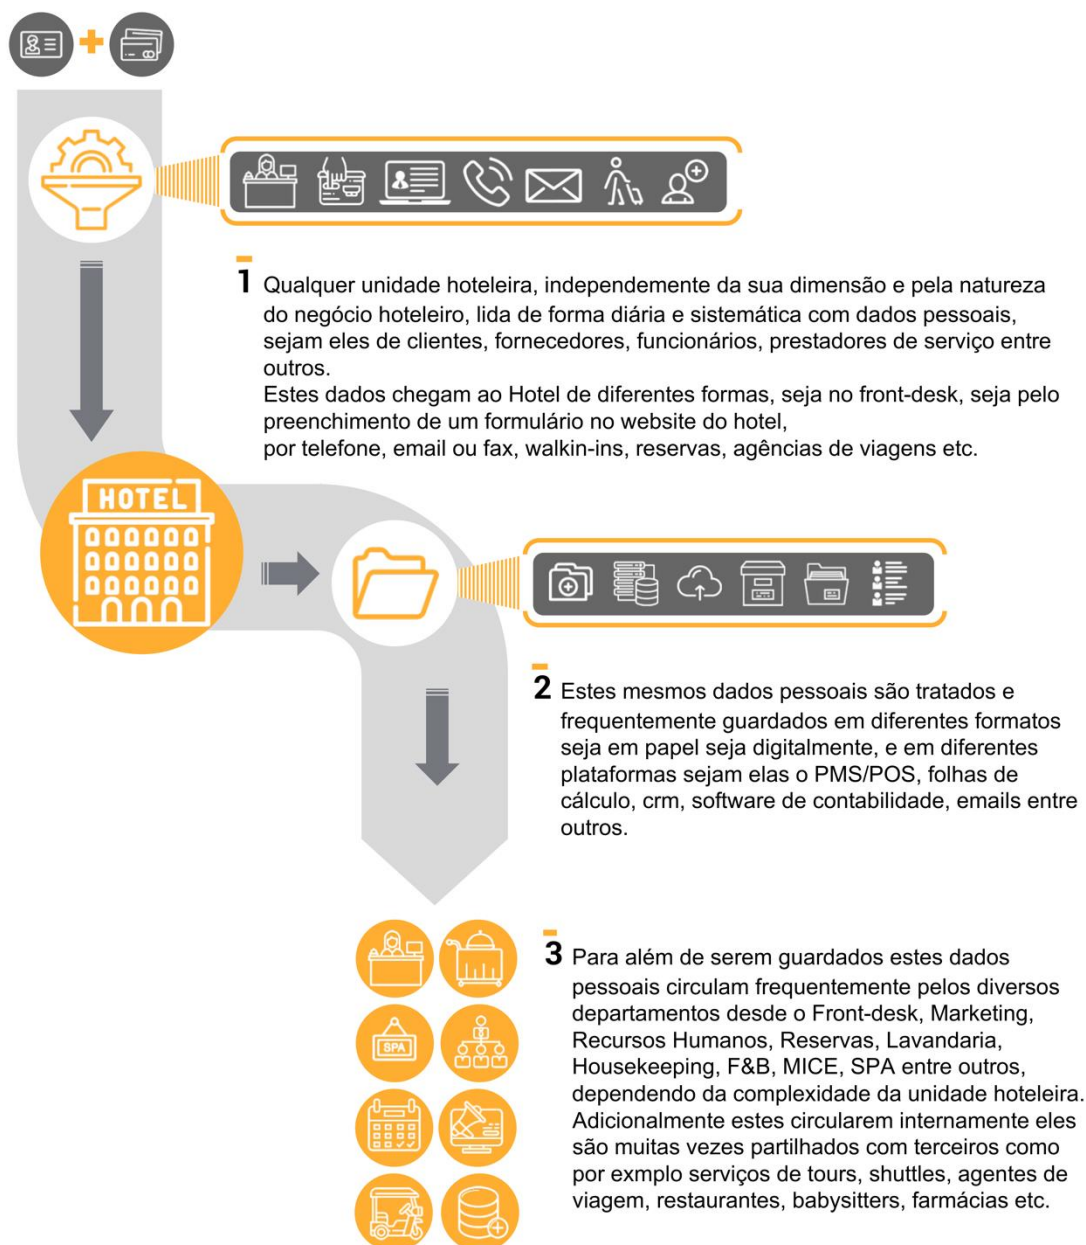 1 Qualquer unidade hoteleira, independemente da sua dimensão e pela natureza
do negócio hoteleiro, lida de forma diária e sistemática com dados pessoais,
sejam eles de clientes, fornecedores, funcionários, prestadores de serviço entre
outros.
Estes dados chegam ao Hotel de diferentes formas, seja no front-desk, seja pelo
preenchimento de um formulário no website do hotel,
por telefone, email ou fax, walkin-ins, reservas, agências de viagens etc.
HOTEL
2 Estes mesmos dados pessoais são tratados e
frequentemente guardados em diferentes formatos
seja em papel seja digitalmente, e em diferentes
plataformas sejam elas o PMS/POS, folhas de
cálculo, crm, software de contabilidade, emails entre
outros.
3 Para além de serem guardados estes dados
pessoais circulam frequentemente pelos diversos
departamentos desde o Front-desk, Marketing,
Recursos Humanos, Reservas, Lavandaria,
Housekeeping, F&B, MICE, SPA entre outros,
dependendo da complexidade da unidade hoteleira.
Adicionalmente estes circularem internamente eles
são muitas vezes partilhados com terceiros como
por exmplo serviços de tours, shuttles, agentes de
viagem, restaurantes, babysitters, farmácias etc.
SPA